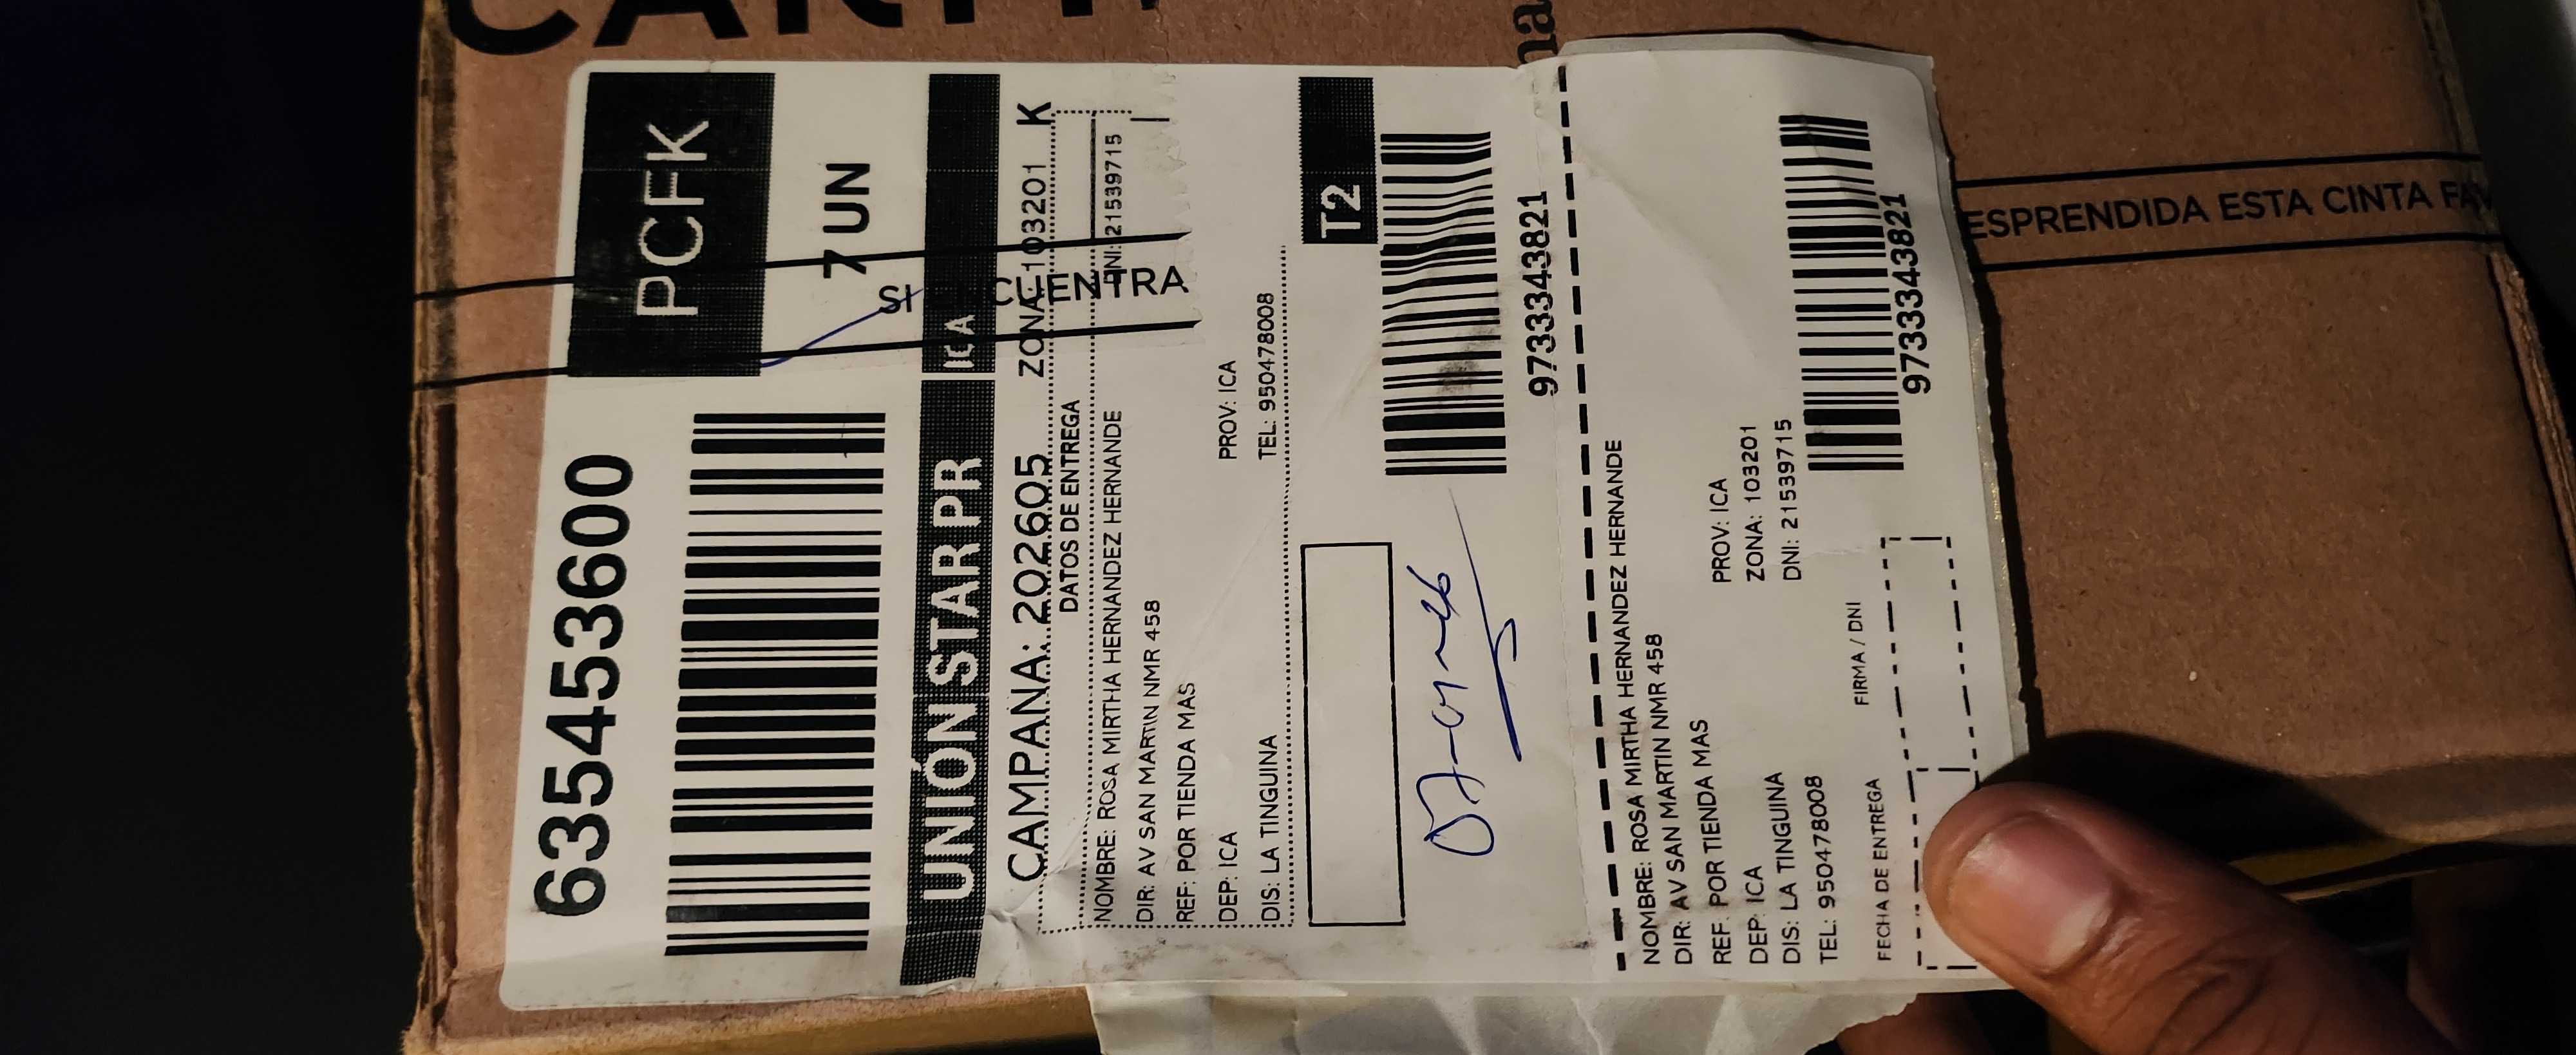 6354453600
PCFK
7 UN
UNIÓN STAR PR
ICA
CAMPANA: 202605
ZONA: 103201 K
DATOS DE ENTREGA
NOMBRE: ROSA MIRTHA HERNANDEZ HERNANDE
DNI: 21539715
DIR: AV SAN MARTIN NMR 458
REF: POR TIENDA MAS
DEP: ICA
PROV: ICA
DIS: LA TINGUINA
TEL: 950478008
T2
9733343821
SI
CUENTRA
ESPRENDIDA ESTA CINTA FAV
NOMBRE: ROSA MIRTHA HERNANDEZ HERNANDE
DIR: AV SAN MARTIN NMR 458
REF: POR TIENDA MAS
DEP: ICA
PROV: ICA
DIS: LA TINGUINA
ZONA: 103201
TEL: 950478008
DNI: 21539715
9733343821
FECHA DE ENTREGA
FIRMA / DNI